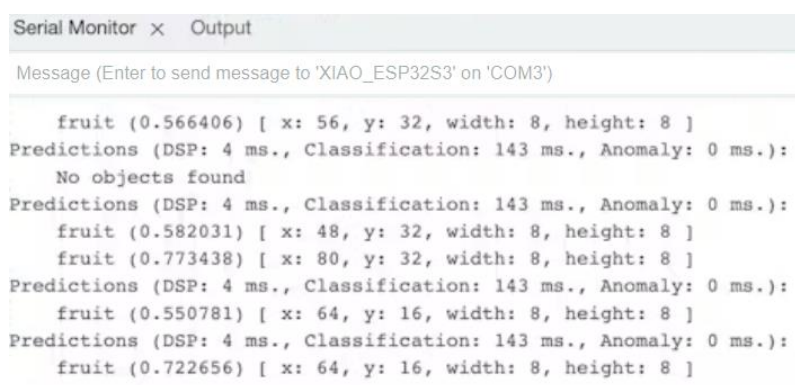 Serial Monitor × Output
Message (Enter to send message to 'XIAO_ESP32S3' on 'COM3')
fruit (0.566406) [ x: 56, y: 32, width: 8, height: 8 ]
Predictions (DSP: 4 ms., Classification: 143 ms., Anomaly: 0 ms.):
No objects found
Predictions (DSP: 4 ms., Classification: 143 ms., Anomaly: 0 ms.):
fruit (0.582031) [ x: 48, y: 32, width: 8, height: 8 ]
fruit (0.773438) [ x: 80, y: 32, width: 8, height: 8 ]
Predictions (DSP: 4 ms., Classification: 143 ms., Anomaly: 0 ms.):
fruit (0.550781) [ x: 64, y: 16, width: 8, height: 8 ]
Predictions (DSP: 4 ms., Classification: 143 ms., Anomaly: 0 ms.):
fruit (0.722656) [ x: 64, y: 16, width: 8, height: 8 ]